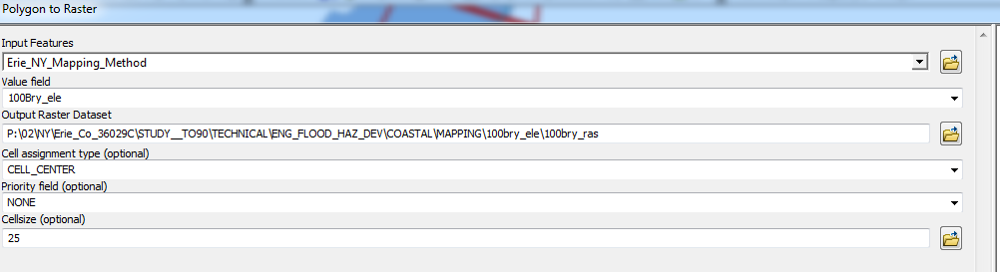 Polygon to Raster
Input Features
Erie_NY_Mapping_Method
Value field
100Bry_ele
Output Raster Dataset
P:\02\NY\Erie_Co_36029C\STUDY__TO90\TECHNICAL\ENG_FLOOD_HAZ_DEV\COASTAL\MAPPING\100bry_ele\100bry_ras
Cell assignment type (optional)
CELL_CENTER
Priority field (optional)
NONE
Cellsize (optional)
25